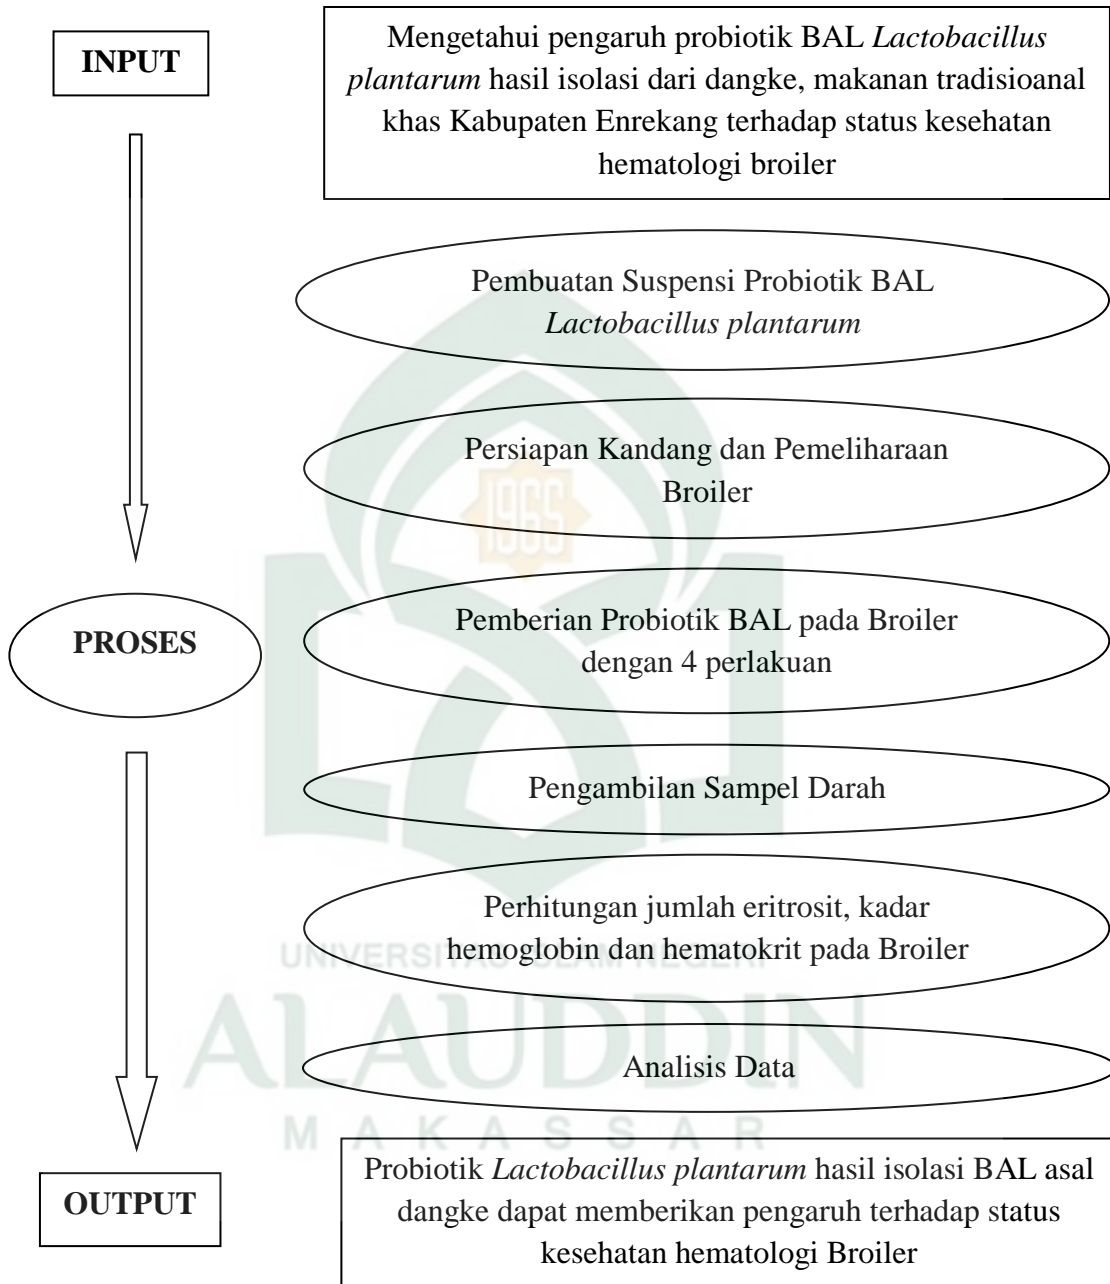 INPUT
Mengetahui pengaruh probiotik BAL Lactobacillus
plantarum hasil isolasi dari dangke, makanan tradisioanal
khas Kabupaten Enrekang terhadap status kesehatan
hematologi broiler
Pembuatan Suspensi Probiotik BAL
Lactobacillus plantarum
Persiapan Kandang dan Pemeliharaan
Broiler
1965
PROSES
Pemberian Probiotik BAL pada Broiler
dengan 4 perlakuan
Pengambilan Sampel Darah
Perhitungan jumlah eritrosit, kadar
hemoglobin dan hematokrit pada Broiler
UNIVERSITAS ISLAM NEGERI
ALAUDDIN
Analisis Data
MAKASSAR
OUTPUT
Probiotik Lactobacillus plantarum hasil isolasi BAL asal
dangke dapat memberikan pengaruh terhadap status
kesehatan hematologi Broiler